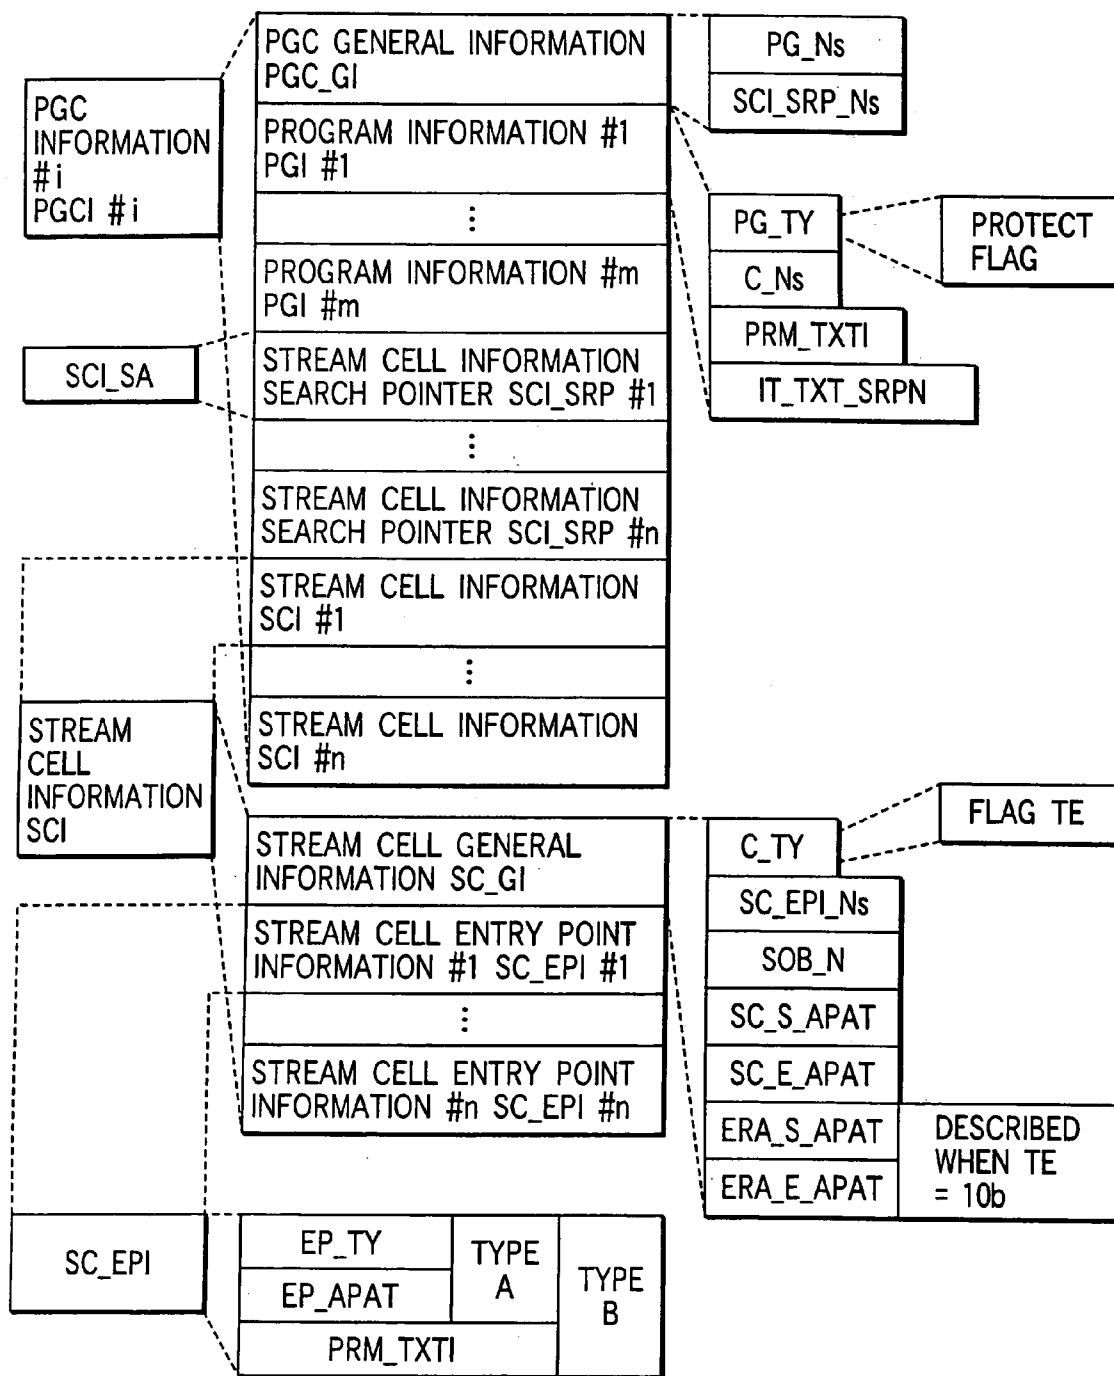 PGC
INFORMATION
#i
PGCI #i
PGC GENERAL INFORMATION
PGC_GI
PROGRAM INFORMATION #1
PGI #1
⋮
PROGRAM INFORMATION #m
PGI #m
STREAM CELL INFORMATION
SEARCH POINTER SCI_SRP #1
⋮
STREAM CELL INFORMATION
SEARCH POINTER SCI_SRP #n
STREAM CELL INFORMATION
SCI #1
⋮
STREAM CELL INFORMATION
SCI #n
PG_Ns
SCI_SRP_Ns
PG_TY
C_Ns
PRM_TXTI
IT_TXT_SRPN
PROTECT
FLAG
SCI_SA
STREAM
CELL
INFORMATION
SCI
STREAM CELL GENERAL
INFORMATION SC_GI
STREAM CELL ENTRY POINT
INFORMATION #1 SC_EPI #1
⋮
STREAM CELL ENTRY POINT
INFORMATION #n SC_EPI #n
C_TY
SC_EPI_Ns
SOB_N
SC_S_APAT
SC_E_APAT
ERA_S_APAT
ERA_E_APAT
FLAG TE
DESCRIBED
WHEN TE
= 10b
SC_EPI
EP_TY
EP_APAT
PRM_TXTI
TYPE
A
TYPE
B